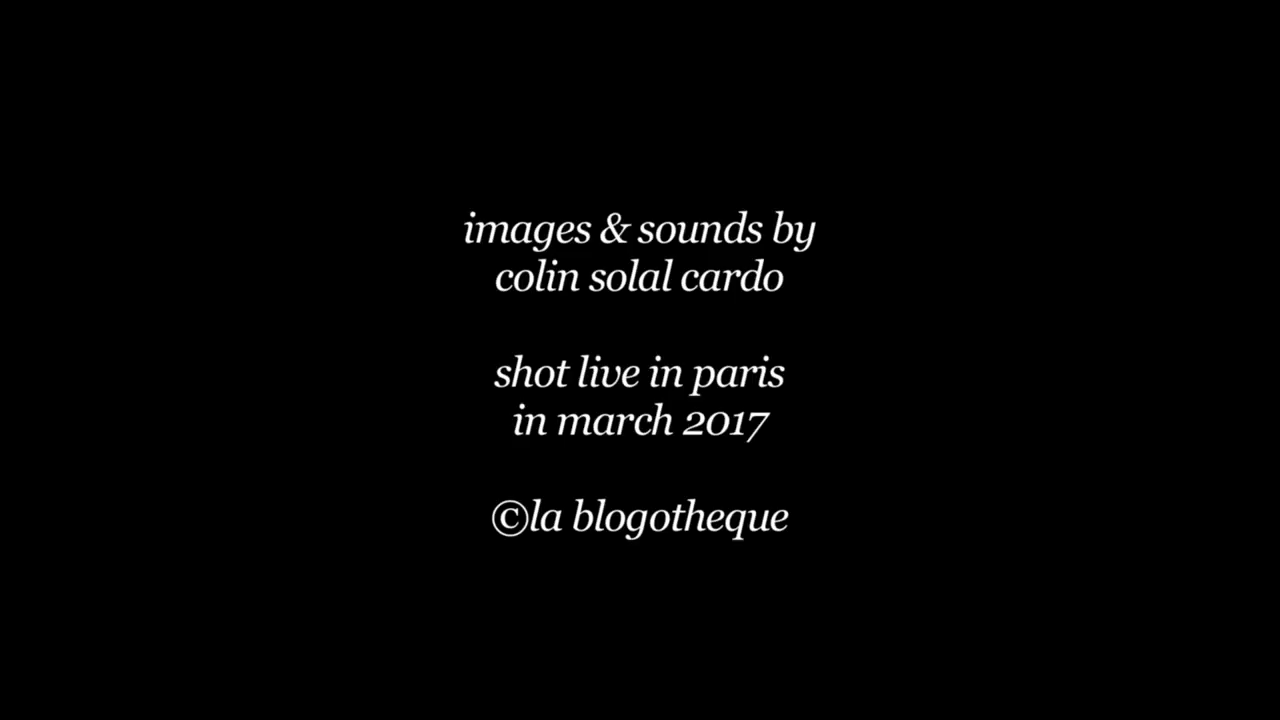 images & sounds by
colin solal cardo
shot live in paris
in march 2017
©la blogotheque